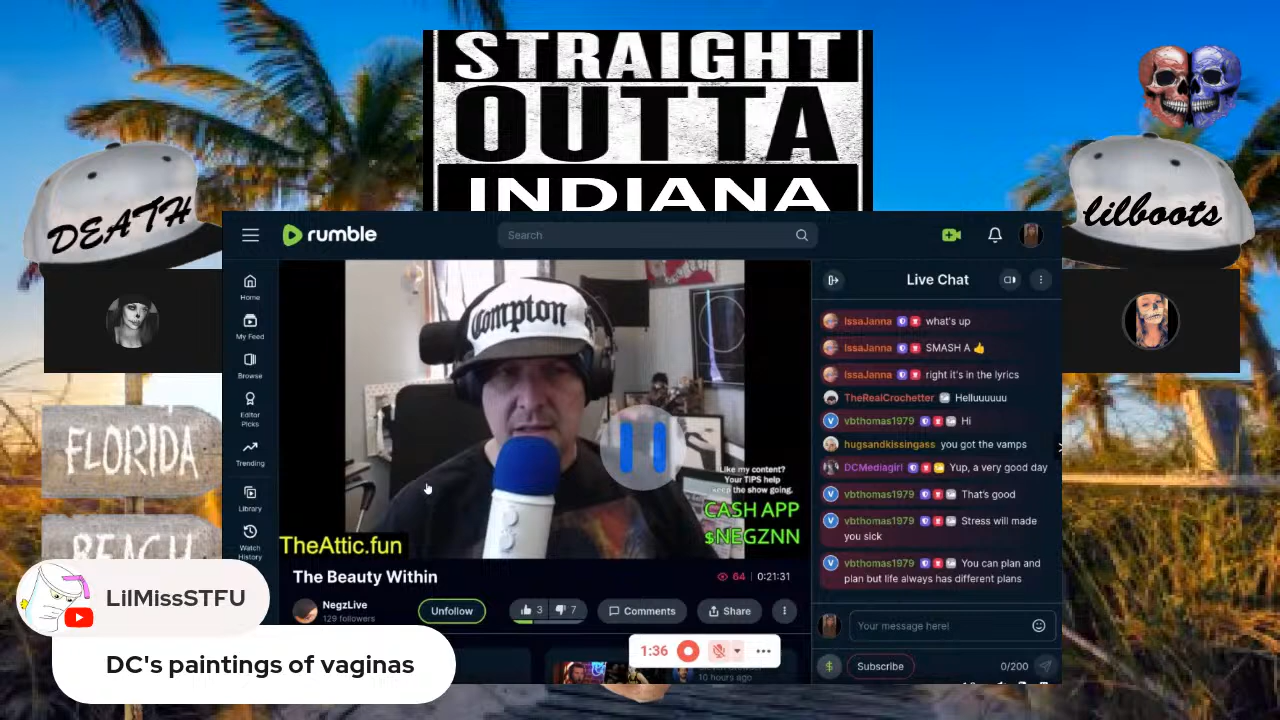 STRAIGHT
OUTTA
INDIANA
DEATH
lilboots
rumble
Search
Home
My Feed
Browse
Editor
Picks
Trending
Library
Watch
History
Compton
Like my content?
Your TIPS help
keep the show going.
CASH APP
$NEGZNN
TheAttic.fun
The Beauty Within
64
0:21:31
NegzLive
129 followers
Unfollow
3
7
Comments
Share
Live Chat
IssaJanna what's up
IssaJanna SMASH A 👍
IssaJanna right it's in the lyrics
TheRealCrochetter Helluuuuuu
vbthomas1979 Hi
hugsandkissingass you got the vamps
DCMediagirl Yup, a very good day
vbthomas1979 That's good
vbthomas1979 Stress will made
you sick
vbthomas1979 You can plan and
plan but life always has different plans
Your message here!
$
Subscribe
0/200
1:36
10 hours ago
FLORIDA
BEACH
LilMissSTFU
DC's paintings of vaginas